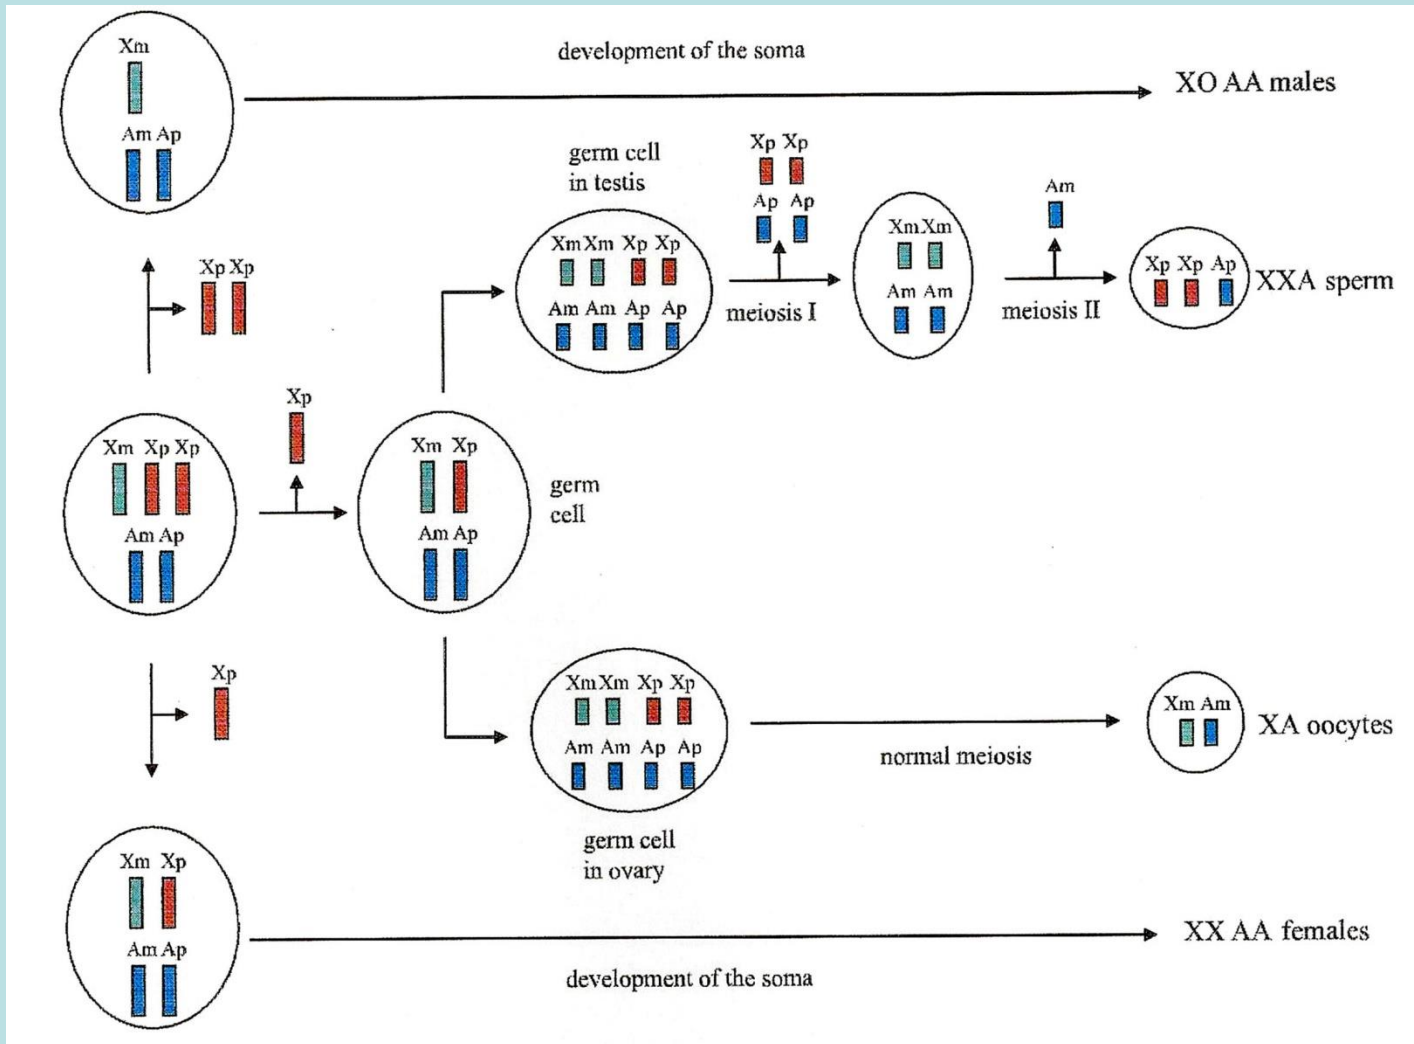 Xm
Am Ap
development of the soma
XO AA males
Xp Xp
germ cell
in testis
Xm Xm Xp Xp
Am Am Ap Ap
Xp Xp
Ap Ap
meiosis I
Xm Xm
Am Am
Am
meiosis II
Xp Xp Ap
XXA sperm
Xm Xp Xp
Am Ap
Xp
Xm Xp
Am Ap
germ
cell
Xp
Xm Xm Xp Xp
Am Am Ap Ap
germ cell
in ovary
normal meiosis
Xm Am
XA oocytes
Xm Xp
Am Ap
development of the soma
XX AA females